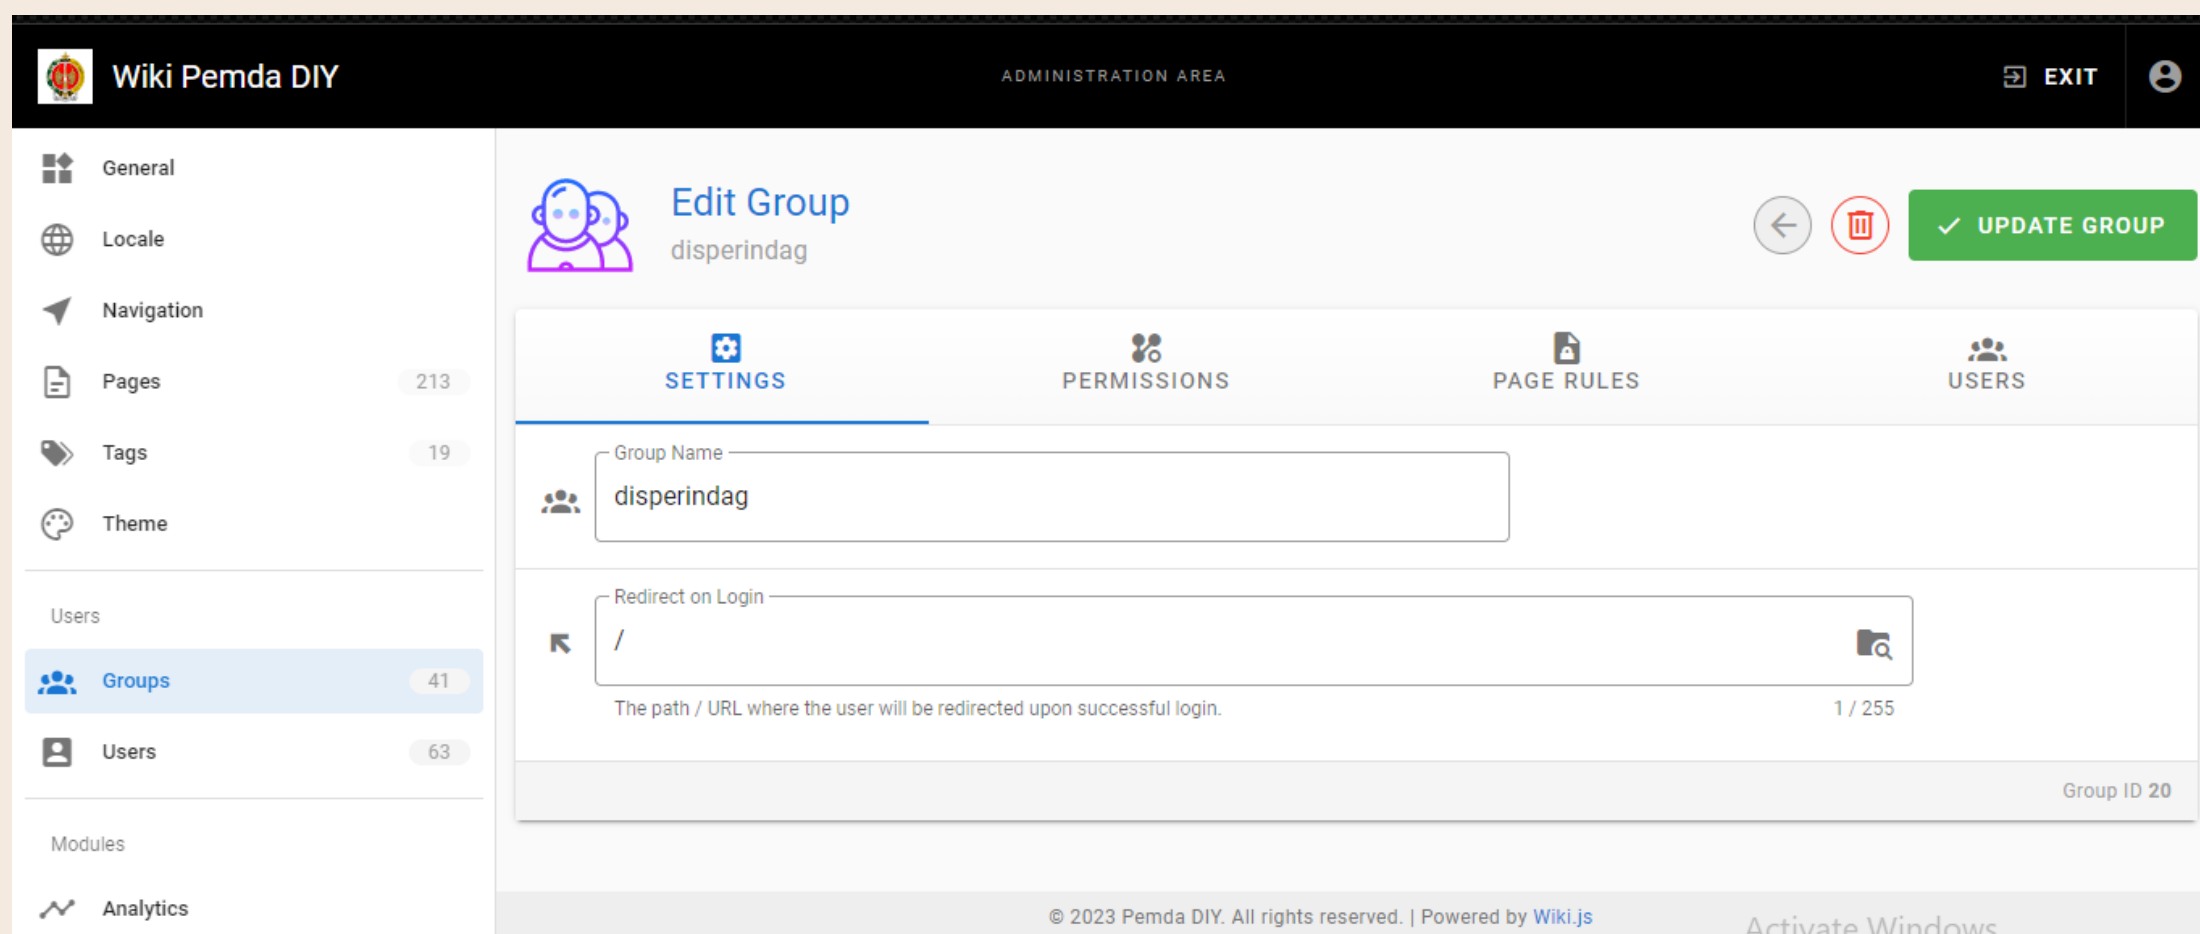 Wiki Pemda DIY
ADMINISTRATION AREA
EXIT
General
Locale
Navigation
Pages 213
Tags 19
Theme
Users
Groups 41
Users 63
Modules
Analytics
Edit Group
disperindag
UPDATE GROUP
SETTINGS
PERMISSIONS
PAGE RULES
USERS
Group Name
disperindag
Redirect on Login
/
The path / URL where the user will be redirected upon successful login.
1 / 255
Group ID 20
© 2023 Pemda DIY. All rights reserved. | Powered by Wiki.js
Activate Windows